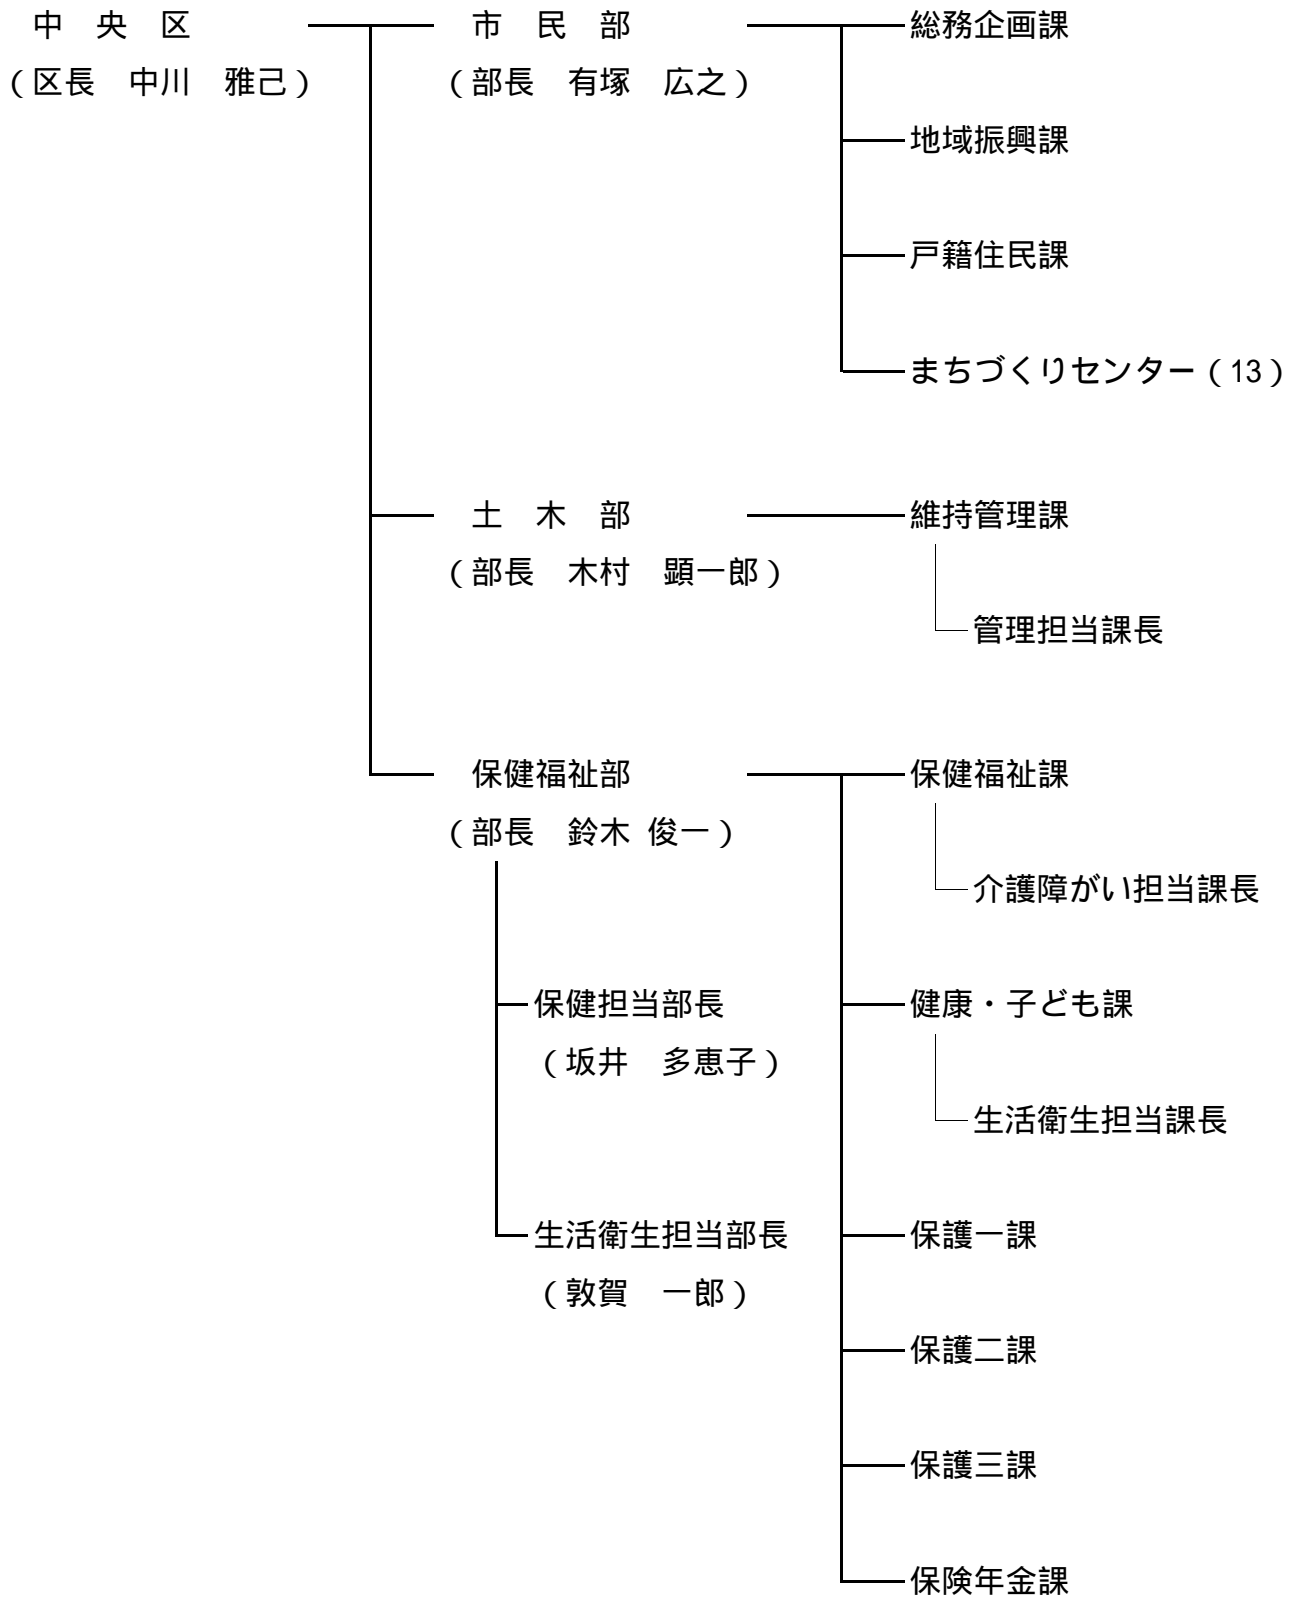 中　央　区　市　民　部　総務企画課
（区長　中川　雅己）（部長　有塚　広之）
地域振興課
戸籍住民課
まちづくりセンター（13）
土　木　部　維持管理課
（部長　木村　顕一郎）
管理担当課長
保健福祉部　保健福祉課
（部長　鈴木 俊一）
介護障がい担当課長
保健担当部長　健康・子ども課
（坂井　多恵子）
生活衛生担当課長
生活衛生担当部長　保護一課
（敦賀　一郎）
保護二課
保護三課
保険年金課